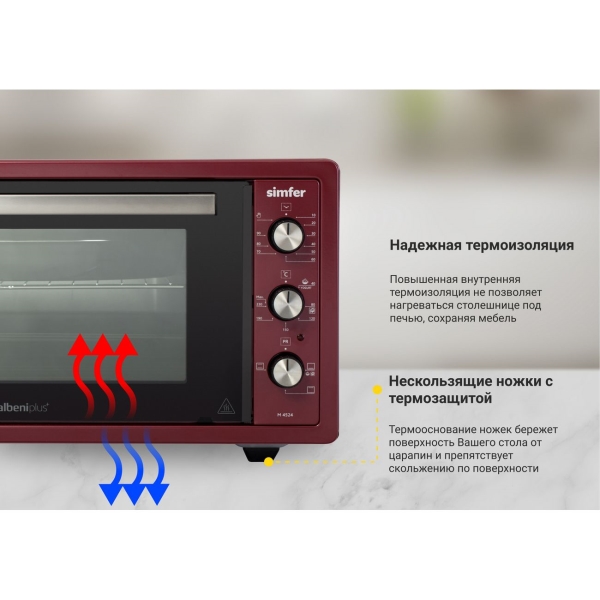 simfer
°C
M 4524
albeniplus
Надежная термоизоляция
Повышенная внутренняя
термоизоляция не позволяет
нагреваться столешнице под
печью, сохраняя мебель
Нескользящие ножки с
термозащитой
Термооснование ножек бережет
поверхность Вашего стола от
царапин и препятствует
скольжению по поверхности